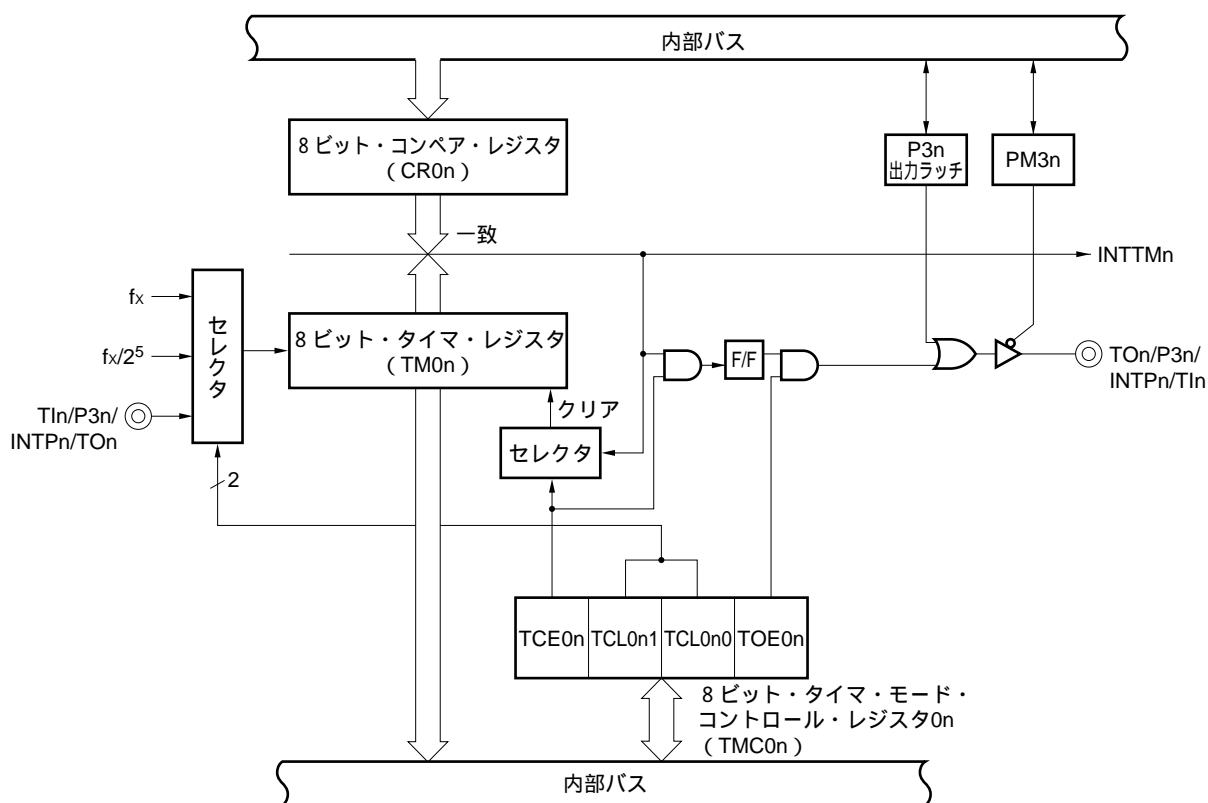 内部バス
8ビット・コンペア・レジスタ
(CR0n)
P3n
出力ラッチ
PM3n
一致
INTTMn
fX
fX/2⁵
TIn/P3n/
INTPn/TOn
セレクタ
8ビット・タイマ・レジスタ
(TM0n)
F/F
TOn/P3n/
INTPn/TIn
クリア
セレクタ
2
TCE0n TCL0n1 TCL0n0 TOE0n
8ビット・タイマ・モード・
コントロール・レジスタ0n
(TMC0n)
内部バス